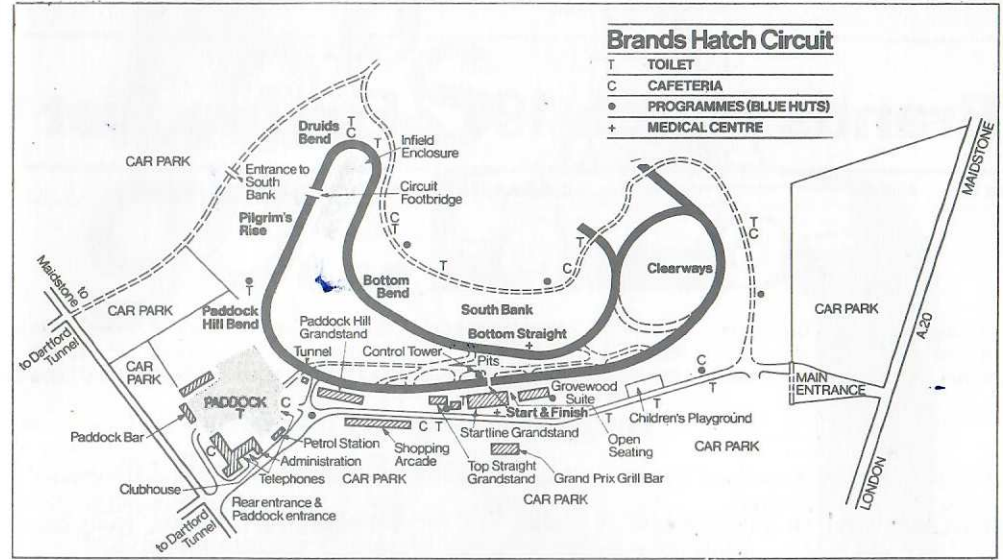 Brands Hatch Circuit
T TOILET
C CAFETERIA
• PROGRAMMES (BLUE HUTS)
+ MEDICAL CENTRE
Druids
Bend
T
C
T
Infield
Enclosure
CAR PARK
Entrance to
South
Bank
Circuit
Footbridge
Pilgrim's
Rise
C
T
T
C
T
T
C
MAIDSTONE
Clearways
Bottom
Bend
South Bank
Bottom Straight
+
T
Maidstone to
to Dartford
Tunnel
CAR PARK
Paddock
Hill Bend
Paddock Hill
Grandstand
Tunnel
Control Tower
Pits
CAR PARK
A.20
CAR
PARK
C
T
MAIN
ENTRANCE
PADDOCK
T
C
Grovewood
Suite
+ Start & Finish
T
Children's Playground
Paddock Bar
C
Petrol Station
Administration
Telephones
Clubhouse
Shopping
Arcade
C T
Startline Grandstand
Top Straight
Grandstand
Open
Seating
Grand Prix Grill Bar
CAR PARK
CAR PARK
CAR PARK
Rear entrance &
Paddock entrance
to Dartford
Tunnel
LONDON